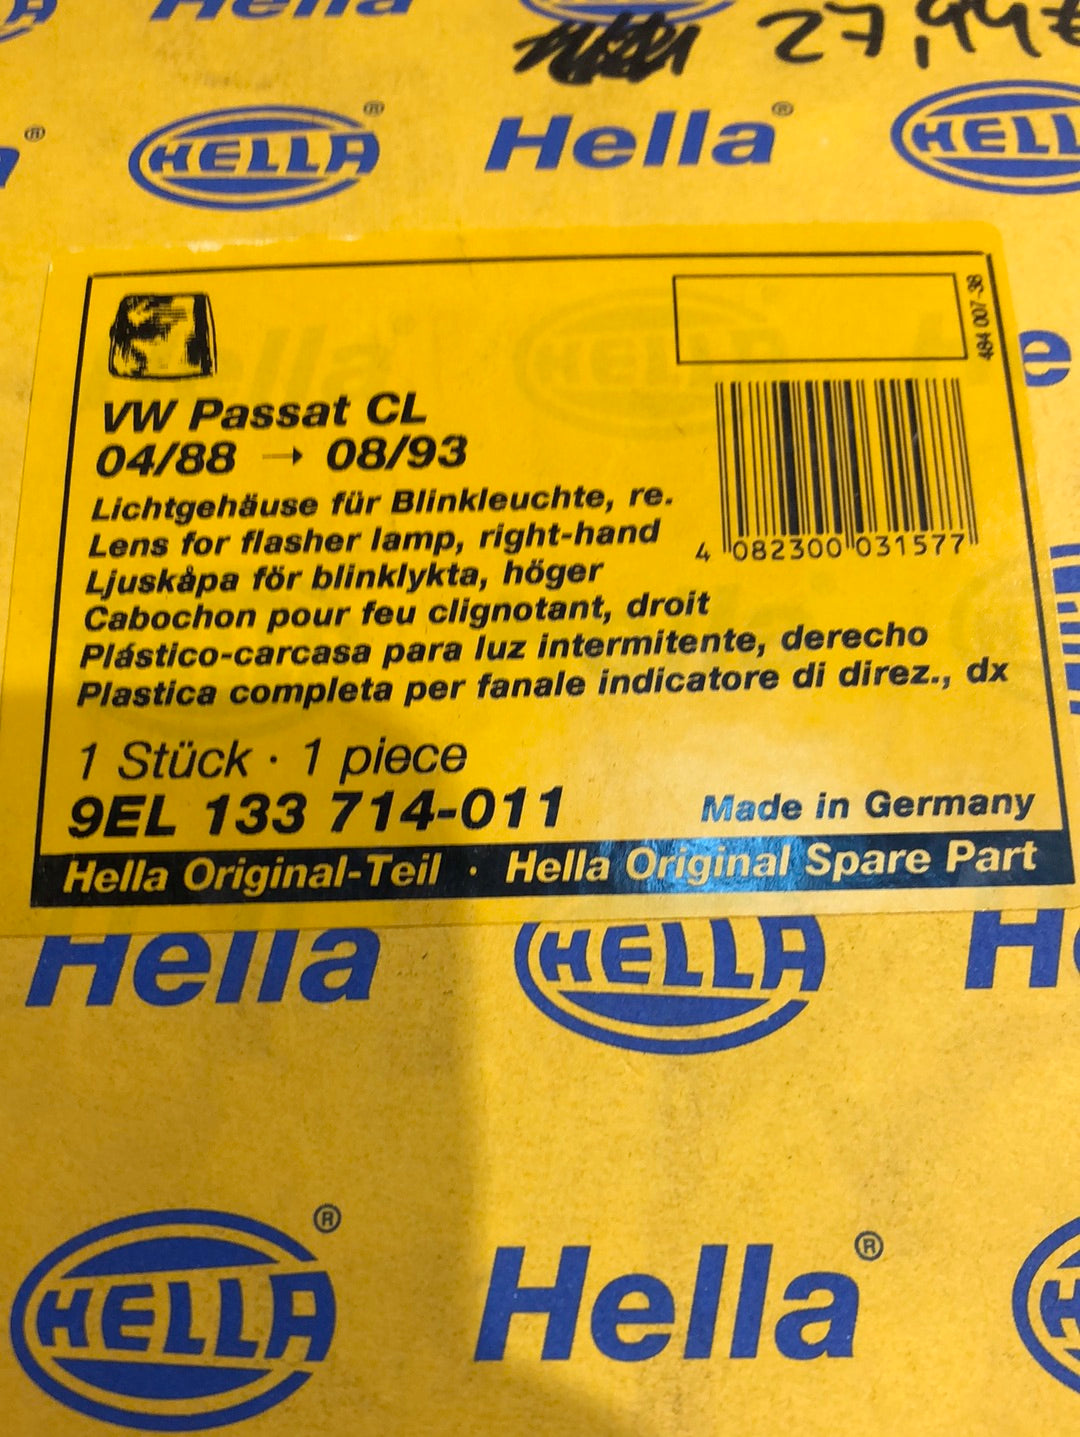 Hella
27,44€
HELLA® Hella® HELL
484 007-38
VW Passat CL
04/88 → 08/93
Lichtgehäuse für Blinkleuchte, re.
Lens for flasher lamp, right-hand
Ljuskåpa för blinklykta, höger
Cabochon pour feu clignotant, droit
Plástico-carcasa para luz intermitente, derecho
Plastica completa per fanale indicatore di direz., dx
4 082300 031577
1 Stück · 1 piece
9EL 133 714-011
Made in Germany
Hella Original-Teil · Hella Original Spare Part
Hella HELLA H
HELLA® Hella®